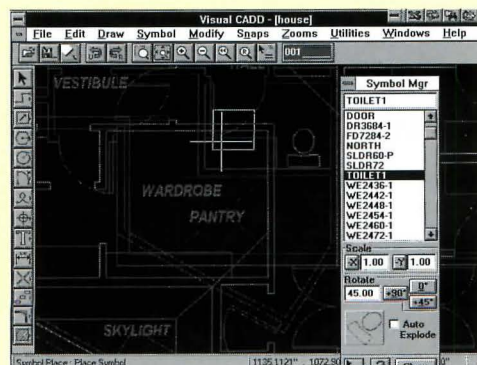 Visual CADD - [house]
File Edit Draw Symbol Modify Snaps Zooms Utilities Windows Help
001
VESTIBULE
WARDROBE
PANTRY
SKYLIGHT
Symbol Mgr
TOILET1
DOOR
DR3684-1
FD7284-2
NORTH
SLDR60-P
SLDR72
TOILET1
WE2436-1
WE2442-1
WE2448-1
WE2454-1
WE2460-1
WE2472-1
Scale
X 1.00 Y 1.00
Rotate
45.00 +90° 0°
+45°
Auto
Explode
Symbol Place : Place Symbol 1135.1121" 1072.90